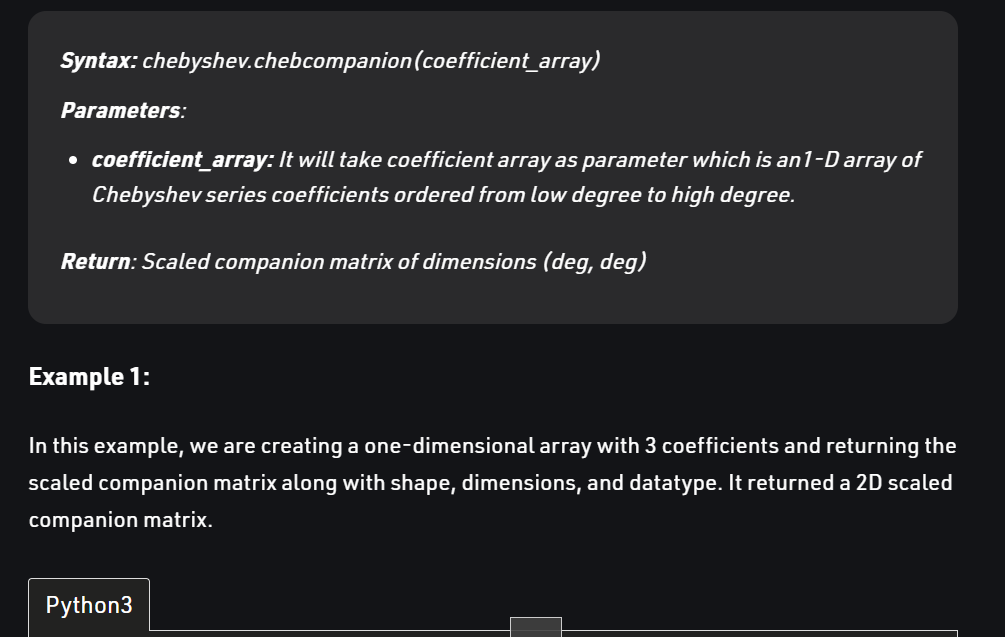 Syntax: chebyshev.chebcompanion(coefficient_array)
Parameters:
• coefficient_array: It will take coefficient array as parameter which is an1-D array of
Chebyshev series coefficients ordered from low degree to high degree.
Return: Scaled companion matrix of dimensions (deg, deg)
Example 1:
In this example, we are creating a one-dimensional array with 3 coefficients and returning the
scaled companion matrix along with shape, dimensions, and datatype. It returned a 2D scaled
companion matrix.
Python3